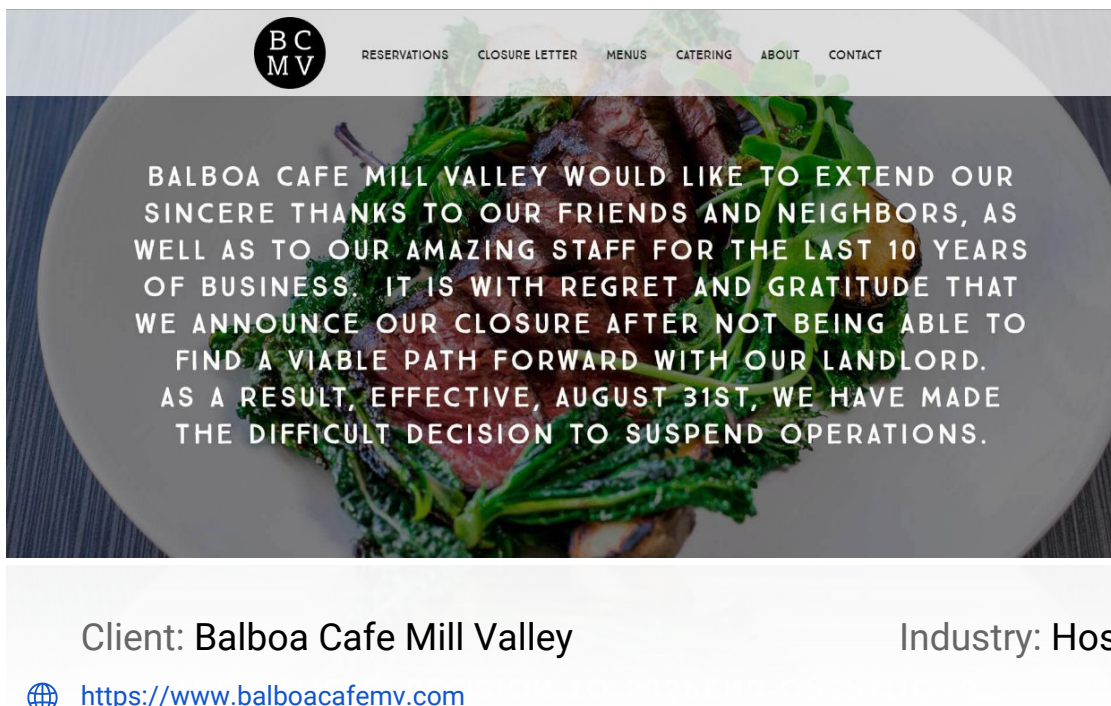 BC
MV
RESERVATIONS CLOSURE LETTER MENUS CATERING ABOUT CONTACT
BALBOA CAFE MILL VALLEY WOULD LIKE TO EXTEND OUR
SINCERE THANKS TO OUR FRIENDS AND NEIGHBORS, AS
WELL AS TO OUR AMAZING STAFF FOR THE LAST 10 YEARS
OF BUSINESS. IT IS WITH REGRET AND GRATITUDE THAT
WE ANNOUNCE OUR CLOSURE AFTER NOT BEING ABLE TO
FIND A VIABLE PATH FORWARD WITH OUR LANDLORD.
AS A RESULT, EFFECTIVE, AUGUST 31ST, WE HAVE MADE
THE DIFFICULT DECISION TO SUSPEND OPERATIONS.
Client: Balboa Cafe Mill Valley Industry: Hos
https://www.balboacafemv.com